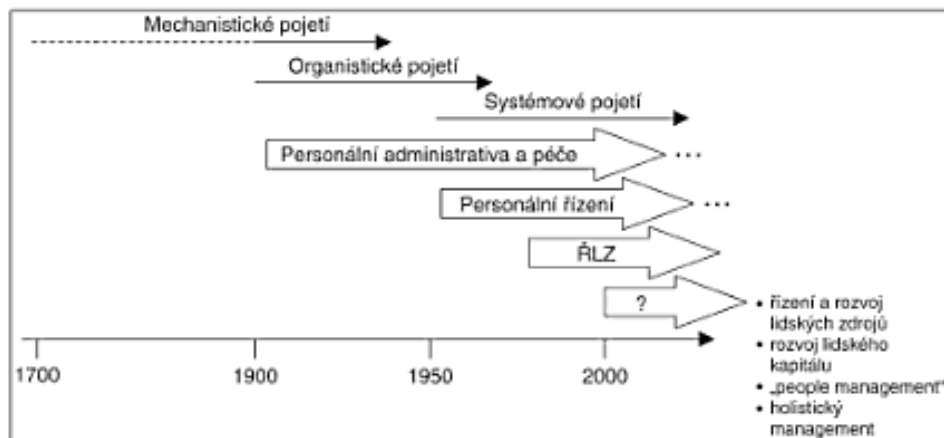 Mechanistické pojetí
Organistické pojetí
Systémové pojetí
Personální administrativa a péče
...
Personální řízení
...
ŘLZ
?
• řízení a rozvoj
lidských zdrojů
• rozvoj lidského
kapitálu
• „people management“
• holistický
management
1700 1900 1950 2000